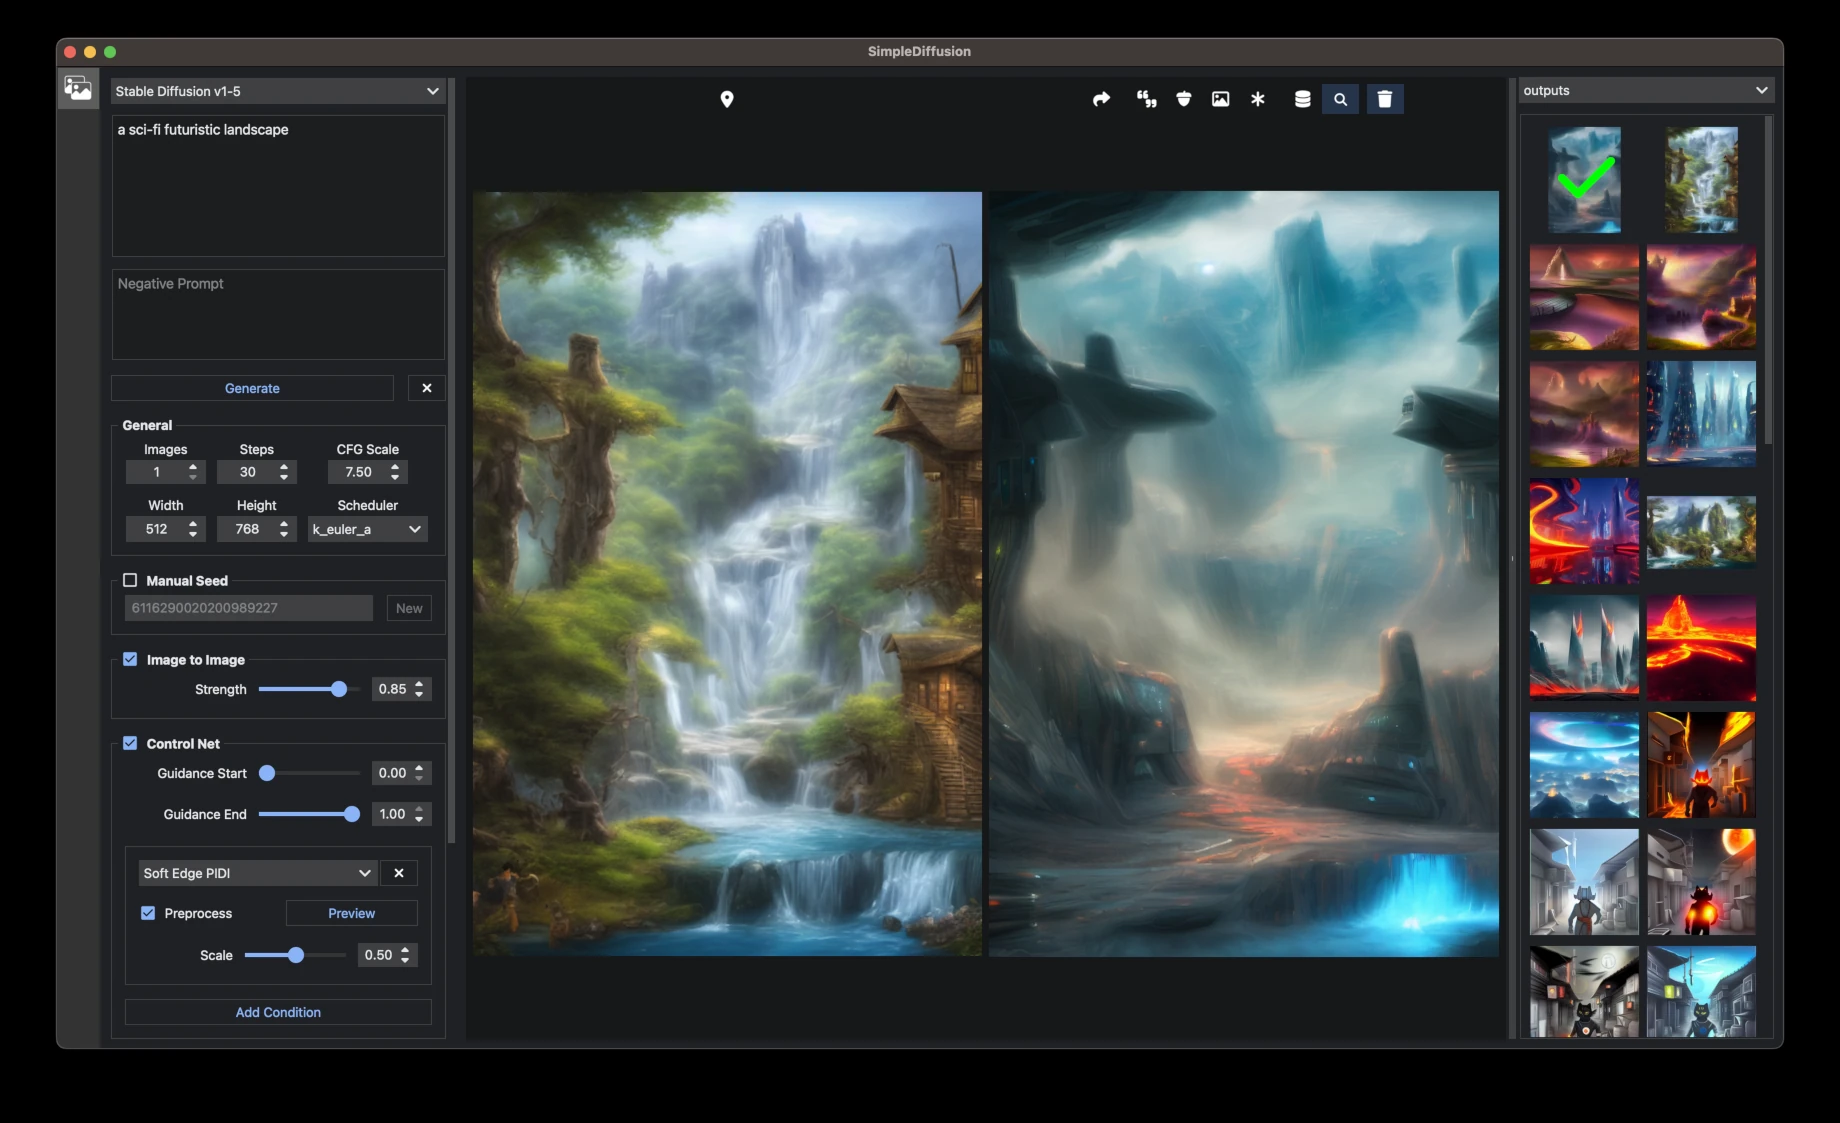 SimpleDiffusion
Stable Diffusion v1-5
outputs
a sci-fi futuristic landscape
Negative Prompt
Generate
General
Images Steps CFG Scale
1 30 7.50
Width Height Scheduler
512 768 k_euler_a
Manual Seed
6116290020200989227 New
Image to Image
Strength 0.85
Control Net
Guidance Start 0.00
Guidance End 1.00
Soft Edge PIDI
Preprocess Preview
Scale 0.50
Add Condition